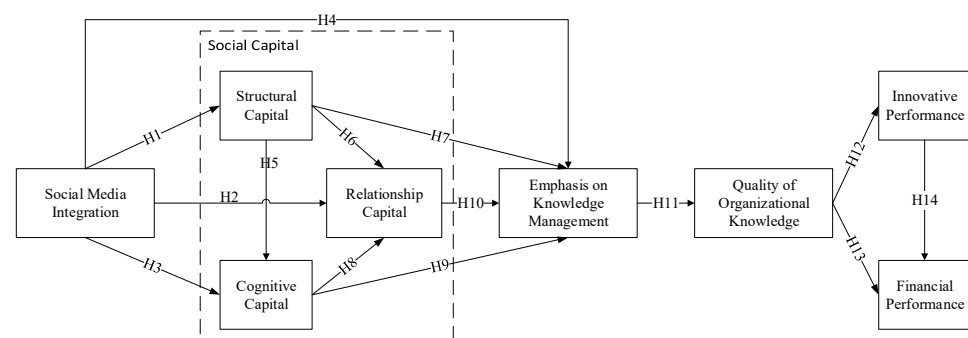 H4
Social Capital
Structural
Capital
Innovative
Performance
H1
H6
H7
H12
H5
Social Media
Integration
H2
Relationship
Capital
H10
Emphasis on
Knowledge
Management
H11
Quality of
Organizational
Knowledge
H14
H3
H8
H9
H13
Cognitive
Capital
Financial
Performance